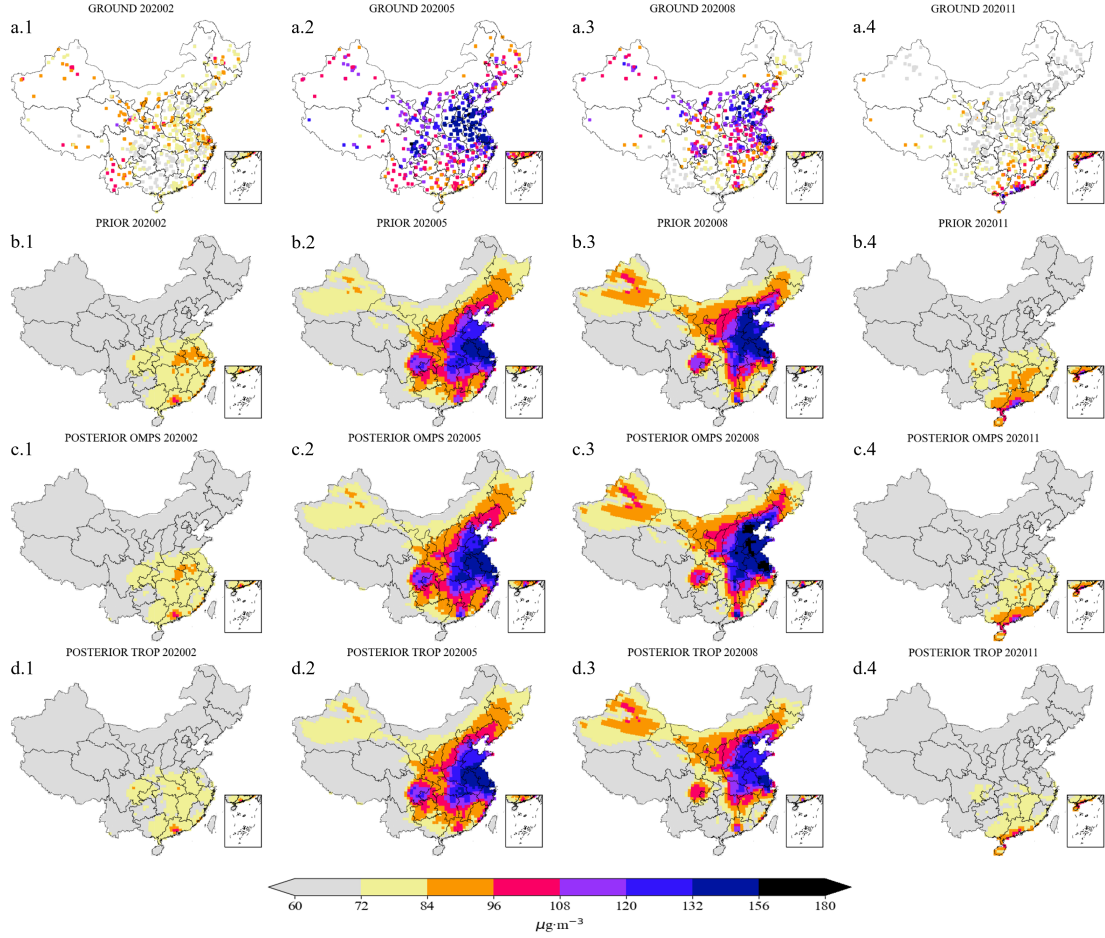 GROUND 202002
GROUND 202005
GROUND 202008
GROUND 202011
a.1
a.2
a.3
a.4
PRIOR 202002
PRIOR 202005
PRIOR 202008
PRIOR 202011
b.1
b.2
b.3
b.4
POSTERIOR OMPS 202002
POSTERIOR OMPS 202005
POSTERIOR OMPS 202008
POSTERIOR OMPS 202011
c.1
c.2
c.3
c.4
POSTERIOR TROP 202002
POSTERIOR TROP 202005
POSTERIOR TROP 202008
POSTERIOR TROP 202011
d.1
d.2
d.3
d.4
60 72 84 96 108 120 132 156 180
μg·m⁻³